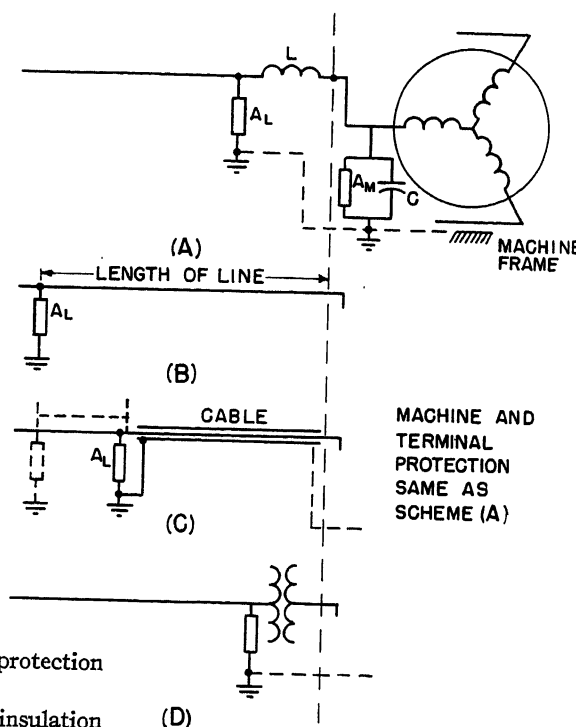 L
A_L
A_M
C
(A)
MACHINE
FRAME
LENGTH OF LINE
A_L
(B)
CABLE
A_L
(C)
MACHINE AND
TERMINAL
PROTECTION
SAME AS
SCHEME (A)
protection
insulation
(D)